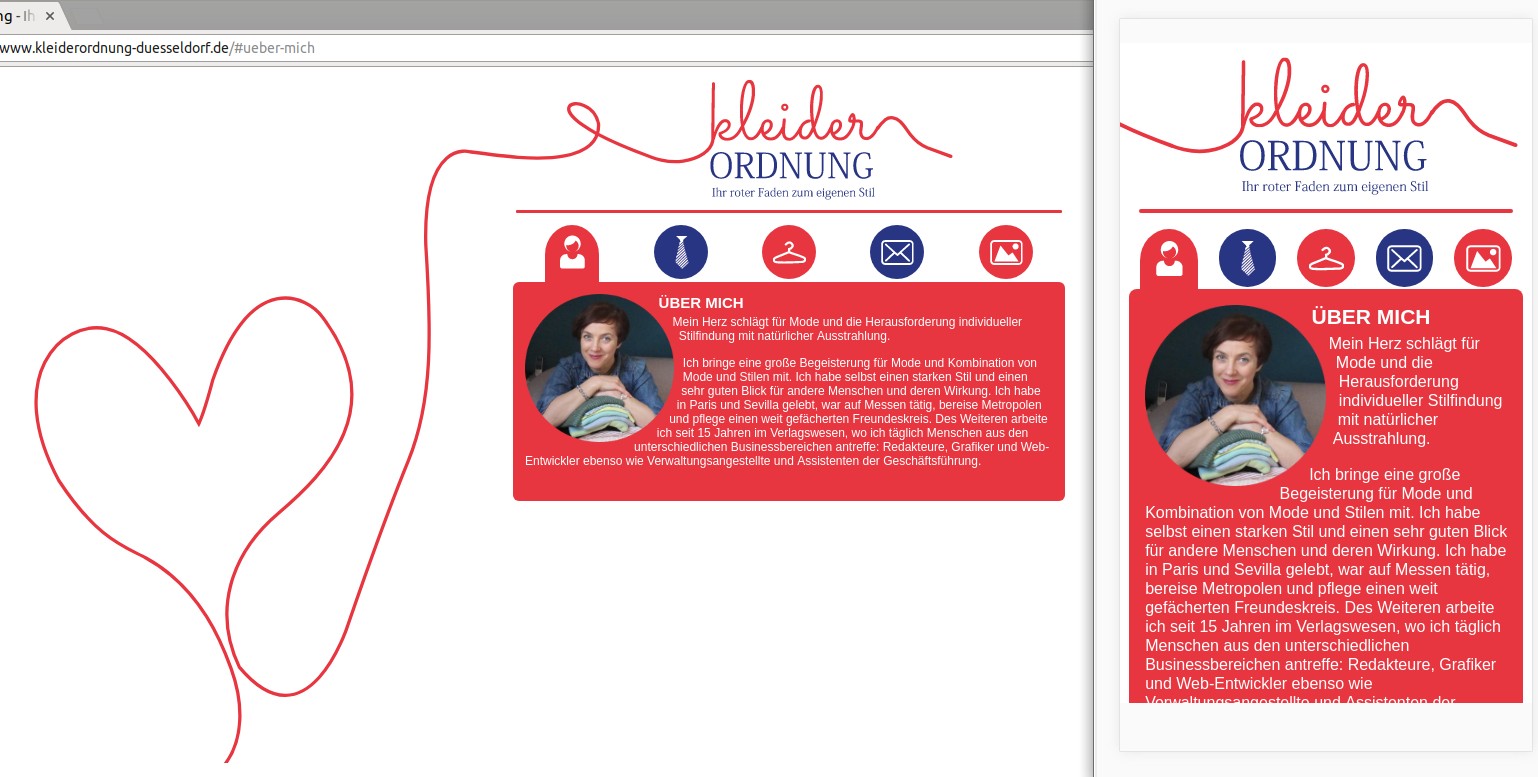 ng - Ih
www.kleiderordnung-duesseldorf.de/#ueber-mich
kleider
ORDNUNG
Ihr roter Faden zum eigenen Stil
ÜBER MICH
Mein Herz schlägt für Mode und die Herausforderung individueller
Stilfindung mit natürlicher Ausstrahlung.
Ich bringe eine große Begeisterung für Mode und Kombination von
Mode und Stilen mit. Ich habe selbst einen starken Stil und einen
sehr guten Blick für andere Menschen und deren Wirkung. Ich habe
in Paris und Sevilla gelebt, war auf Messen tätig, bereise Metropolen
und pflege einen weit gefächerten Freundeskreis. Des Weiteren arbeite
ich seit 15 Jahren im Verlagswesen, wo ich täglich Menschen aus den
unterschiedlichen Businessbereichen antreffe: Redakteure, Grafiker und Web-
Entwickler ebenso wie Verwaltungsangestellte und Assistenten der Geschäftsführung.
kleider
ORDNUNG
Ihr roter Faden zum eigenen Stil
ÜBER MICH
Mein Herz schlägt für
Mode und die
Herausforderung
individueller Stilfindung
mit natürlicher
Ausstrahlung.
Ich bringe eine große
Begeisterung für Mode und
Kombination von Mode und Stilen mit. Ich habe
selbst einen starken Stil und einen sehr guten Blick
für andere Menschen und deren Wirkung. Ich habe
in Paris und Sevilla gelebt, war auf Messen tätig,
bereise Metropolen und pflege einen weit
gefächerten Freundeskreis. Des Weiteren arbeite
ich seit 15 Jahren im Verlagswesen, wo ich täglich
Menschen aus den unterschiedlichen
Businessbereichen antreffe: Redakteure, Grafiker
und Web-Entwickler ebenso wie
Verwaltungsangestellte und Assistenten der